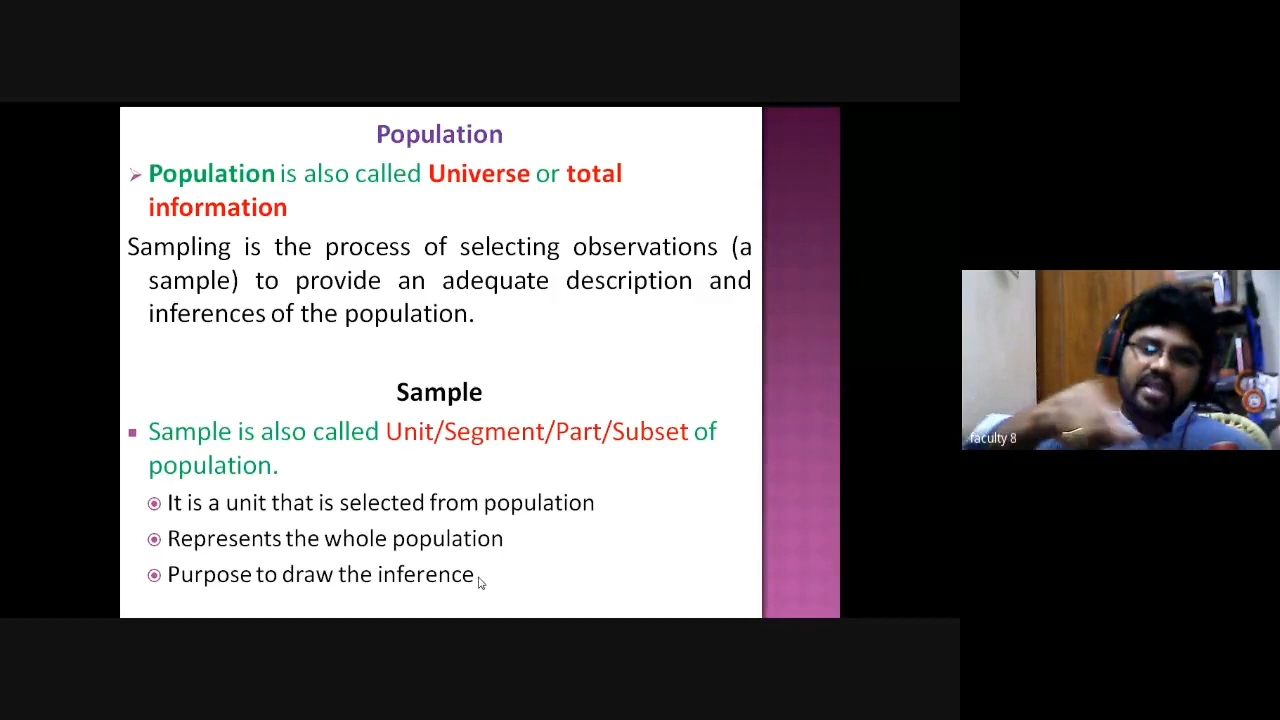 Population
Population is also called Universe or total
information
Sampling is the process of selecting observations (a
sample) to provide an adequate description and
inferences of the population.
Sample
Sample is also called Unit/Segment/Part/Subset of
population.
It is a unit that is selected from population
Represents the whole population
Purpose to draw the inference
faculty 8